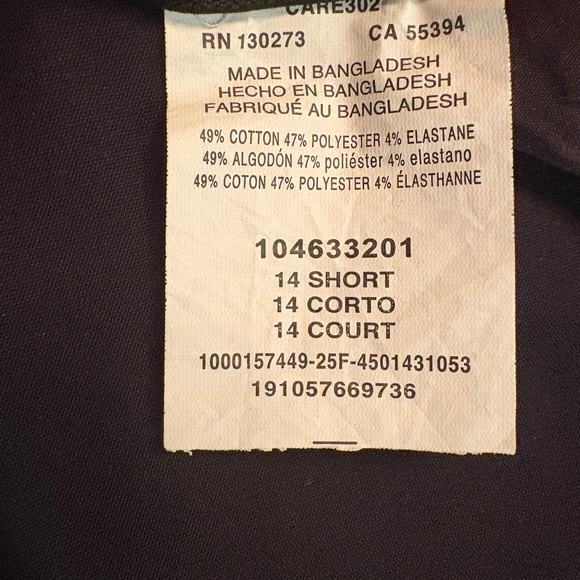 CARE302
RN 130273 CA 55394
MADE IN BANGLADESH
HECHO EN BANGLADESH
FABRIQUÉ AU BANGLADESH
49% COTTON 47% POLYESTER 4% ELASTANE
49% ALGODÓN 47% poliéster 4% elastano
49% COTON 47% POLYESTER 4% ÉLASTHANNE
104633201
14 SHORT
14 CORTO
14 COURT
1000157449-25F-4501431053
191057669736